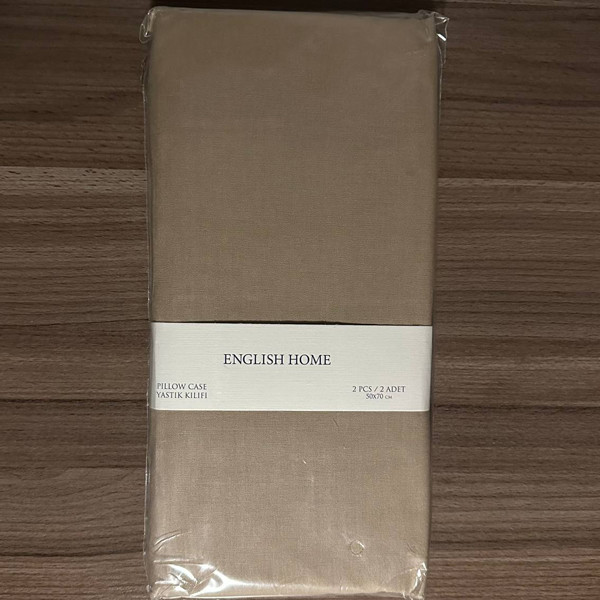 ENGLISH HOME
PILLOW CASE
YASTIK KILIFI
2 PCS / 2 ADET
50X70 CM